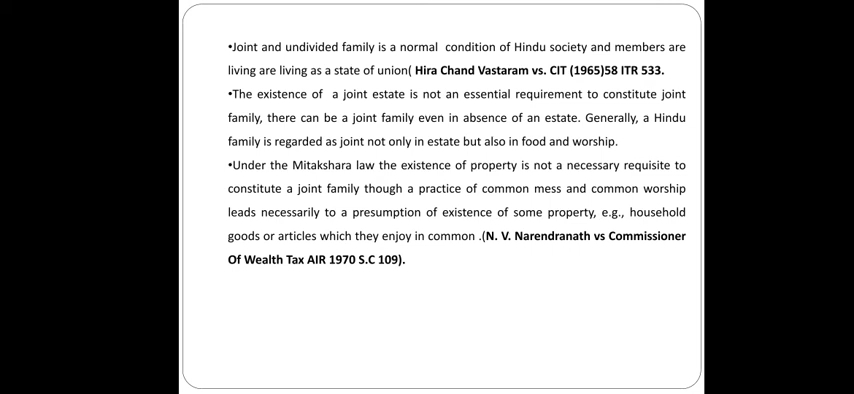 •Joint and undivided family is a normal condition of Hindu society and members are
living are living as a state of union( Hira Chand Vastaram vs. CIT (1965)58 ITR 533.
•The existence of a joint estate is not an essential requirement to constitute joint
family, there can be a joint family even in absence of an estate. Generally, a Hindu
family is regarded as joint not only in estate but also in food and worship.
•Under the Mitakshara law the existence of property is not a necessary requisite to
constitute a joint family though a practice of common mess and common worship
leads necessarily to a presumption of existence of some property, e.g., household
goods or articles which they enjoy in common .(N. V. Narendranath vs Commissioner
Of Wealth Tax AIR 1970 S.C 109).